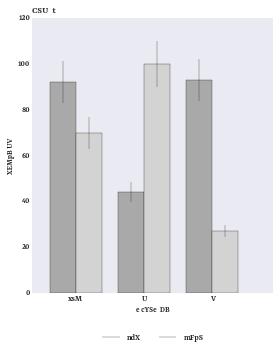 CSU t
120
100
80
60
40
20
0
XEMpB UV
xsM U V
e cYSe DB
ndX mFpS